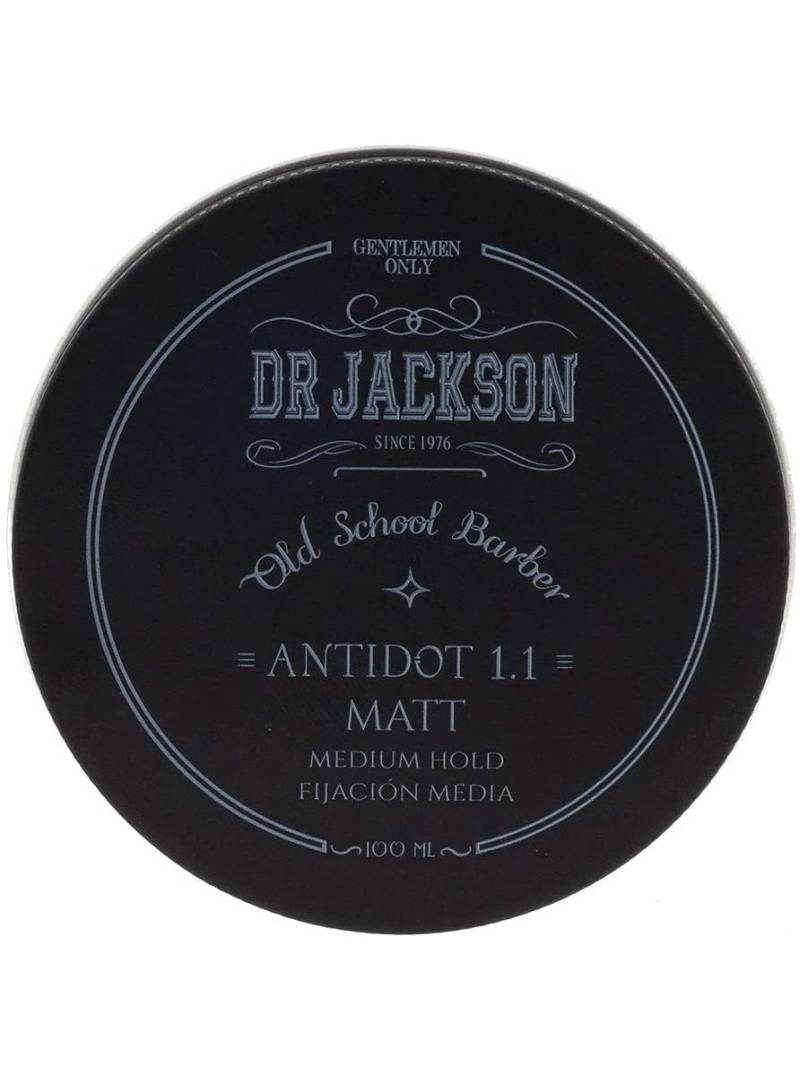 GENTLEMEN
ONLY
DR JACKSON
SINCE 1976
Old School Barber
ANTIDOT 1.1
MATT
MEDIUM HOLD
FIJACIÓN MEDIA
100 ML